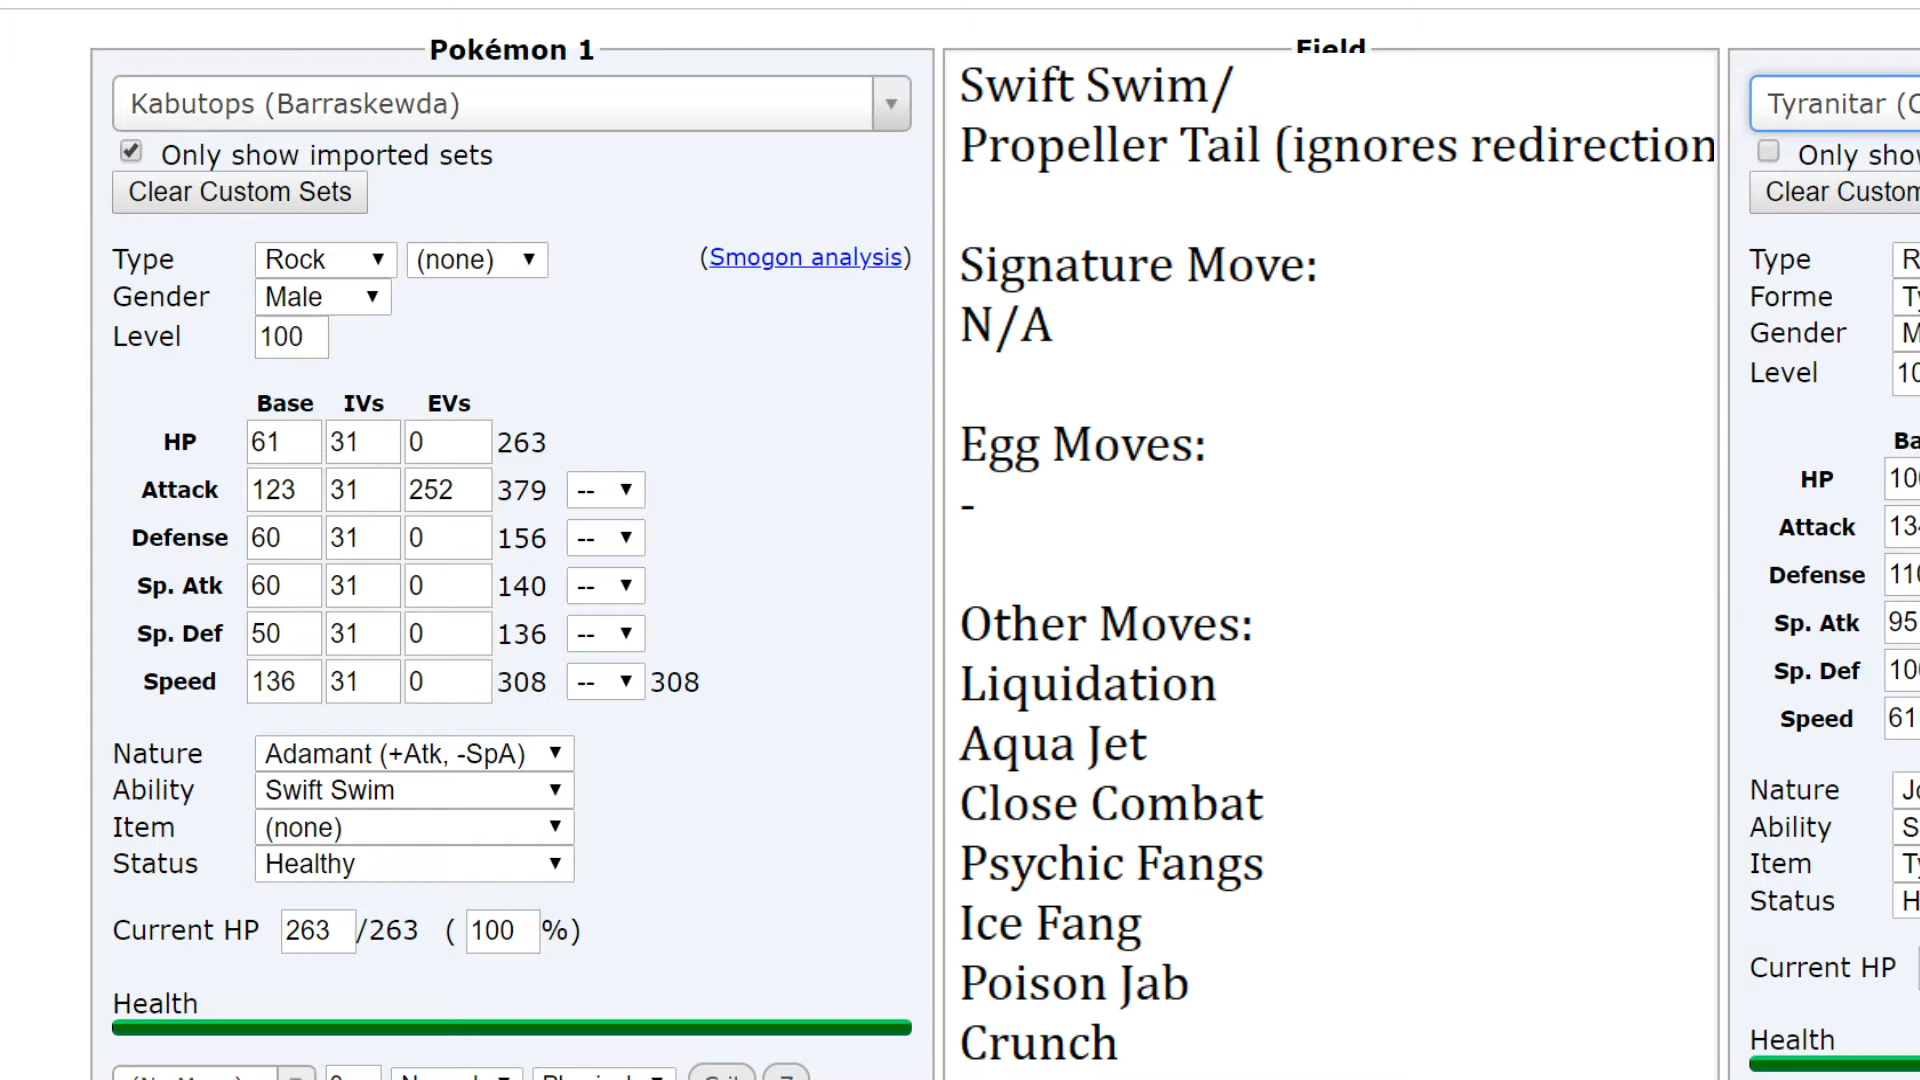 Pokémon 1
Kabutops (Barraskewda)
Only show imported sets
Clear Custom Sets
Type Rock (none) (Smogon analysis)
Gender Male
Level 100
Base IVs EVs
HP 61 31 0 263
Attack 123 31 252 379 --
Defense 60 31 0 156 --
Sp. Atk 60 31 0 140 --
Sp. Def 50 31 0 136 --
Speed 136 31 0 308 -- 308
Nature Adamant (+Atk, -SpA)
Ability Swift Swim
Item (none)
Status Healthy
Current HP 263/263 (100%)
Health
Field
Swift Swim/
Propeller Tail (ignores redirection
Signature Move:
N/A
Egg Moves:
-
Other Moves:
Liquidation
Aqua Jet
Close Combat
Psychic Fangs
Ice Fang
Poison Jab
Crunch
Tyranitar
Only
Clear
Type
Forme
Gender
Level
HP
Attack
Defense
Sp. Atk 95
Sp. Def
Speed 61
Nature
Ability
Item
Status
Current HP
Health